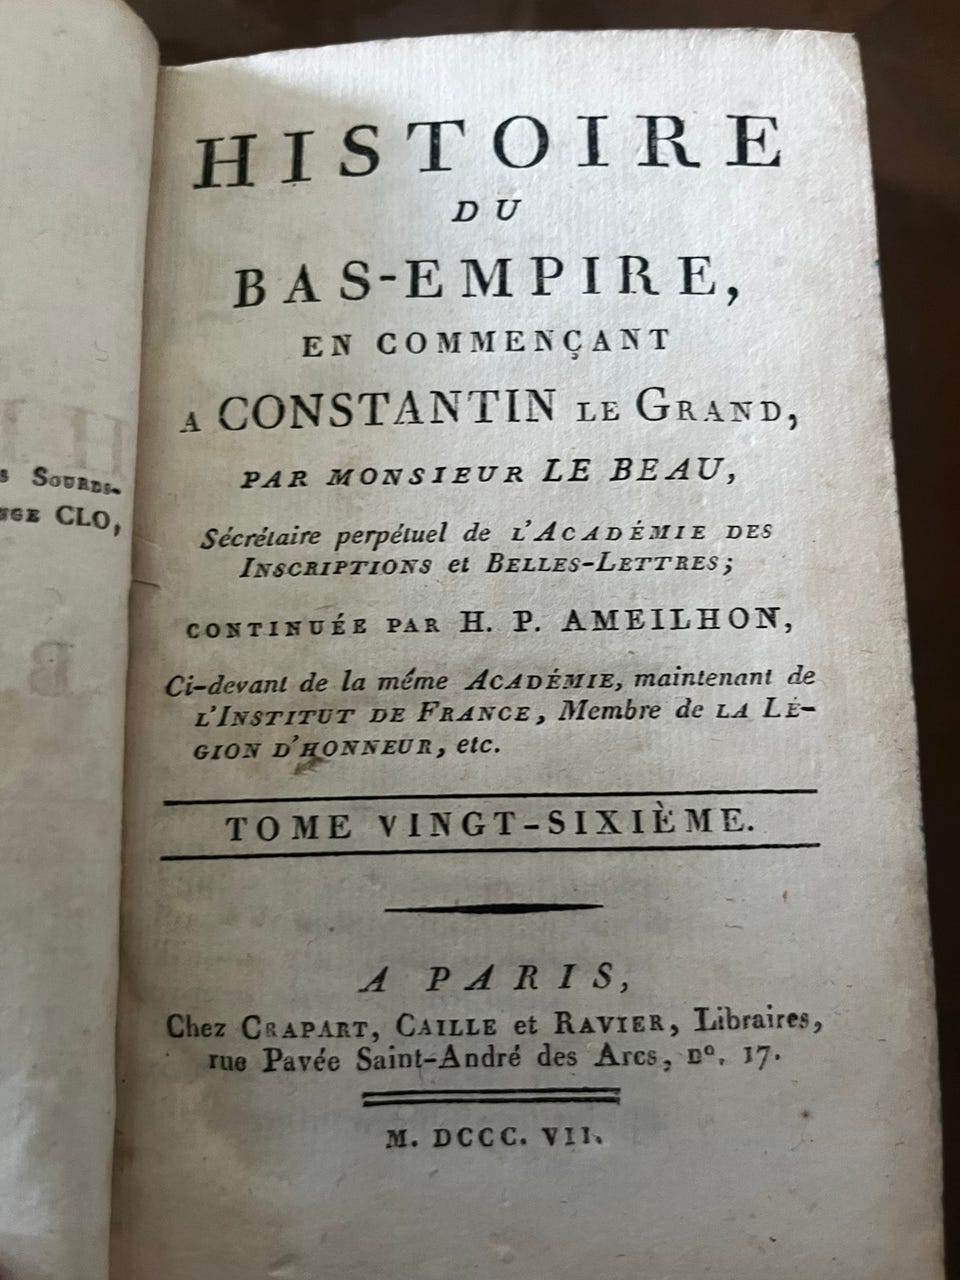 s Sourds-
CLO,
HISTOIRE
DU
BAS-EMPIRE,
EN COMMENÇANT
A CONSTANTIN LE GRAND,
PAR MONSIEUR LE BEAU,
Sécrétaire perpétuel de L'ACADÉMIE DES
INSCRIPTIONS et BELLES-LETTRES;
CONTINUÉE PAR H. P. AMEILHON,
Ci-devant de la même ACADÉMIE, maintenant de
L'INSTITUT DE FRANCE, Membre de LA LÉ-
GION D'HONNEUR, etc.
TOME VINGT-SIXIÈME.
A PARIS,
Chez CRAPART, CAILLE et RAVIER, Libraires,
rue Pavée Saint-André des Arcs, nº. 17.
M. DCCC. VII.